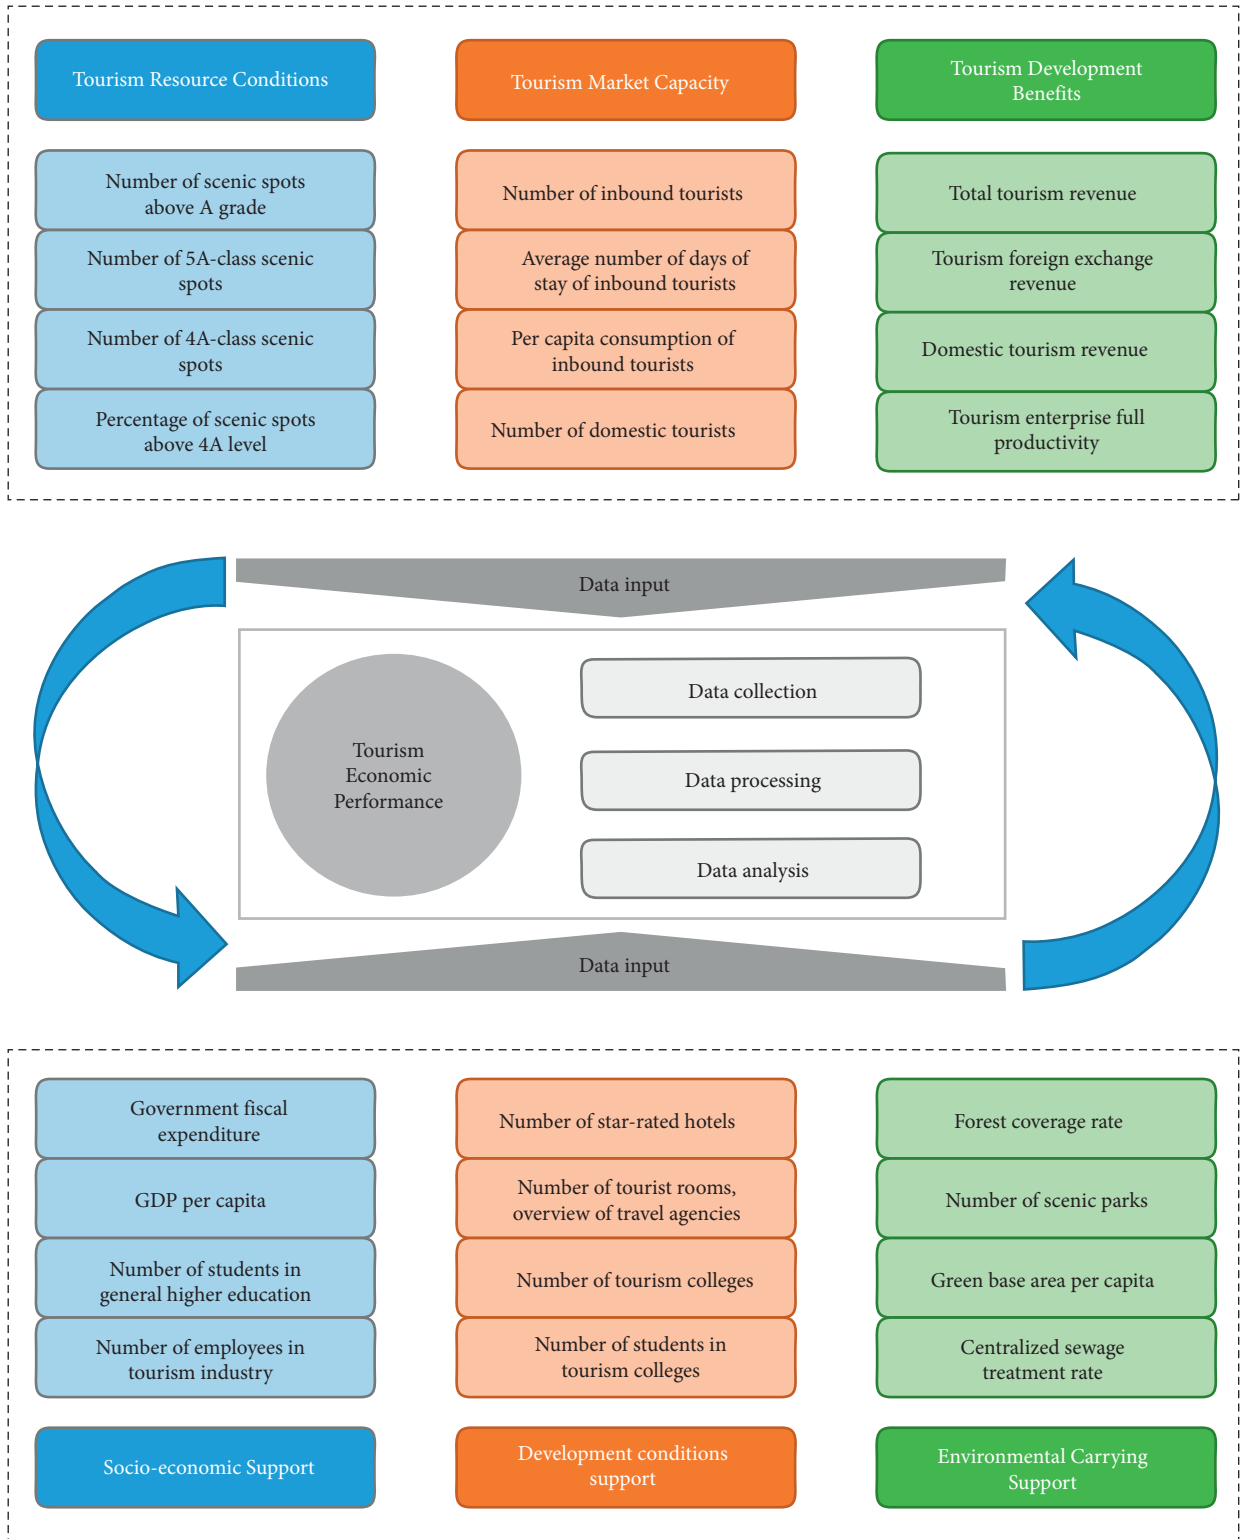 Tourism Resource Conditions
Number of scenic spots
above A grade
Number of 5A-class scenic
spots
Number of 4A-class scenic
spots
Percentage of scenic spots
above 4A level
Tourism Market Capacity
Number of inbound tourists
Average number of days of
stay of inbound tourists
Per capita consumption of
inbound tourists
Number of domestic tourists
Tourism Development
Benefits
Total tourism revenue
Tourism foreign exchange
revenue
Domestic tourism revenue
Tourism enterprise full
productivity
Data input
Tourism
Economic
Performance
Data collection
Data processing
Data analysis
Data input
Government fiscal
expenditure
GDP per capita
Number of students in
general higher education
Number of employees in
tourism industry
Socio-economic Support
Number of star-rated hotels
Number of tourist rooms,
overview of travel agencies
Number of tourism colleges
Number of students in
tourism colleges
Development conditions
support
Forest coverage rate
Number of scenic parks
Green base area per capita
Centralized sewage
treatment rate
Environmental Carrying
Support